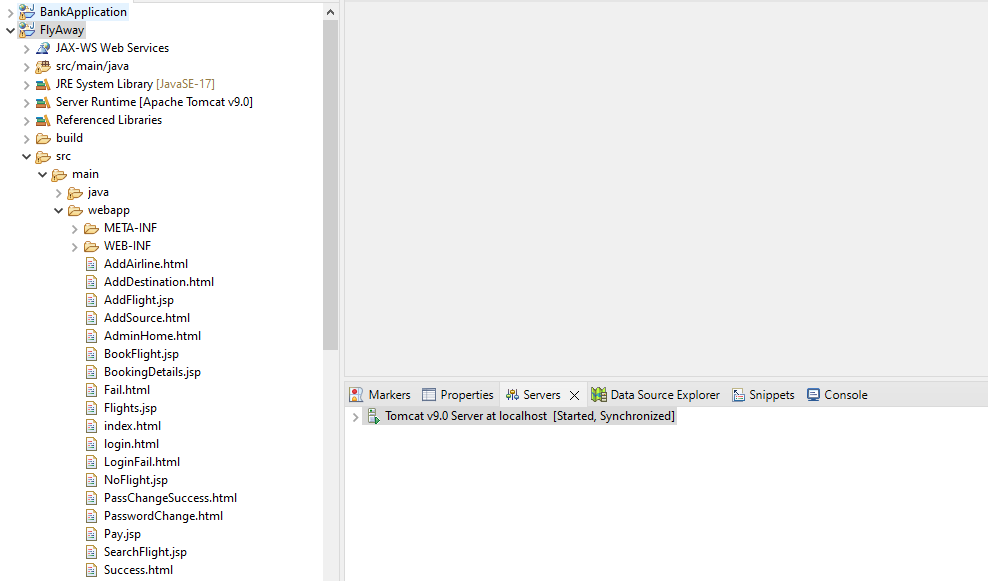 BankApplication
FlyAway
JAX-WS Web Services
src/main/java
JRE System Library [JavaSE-17]
Server Runtime [Apache Tomcat v9.0]
Referenced Libraries
build
src
main
java
webapp
META-INF
WEB-INF
AddAirline.html
AddDestination.html
AddFlight.jsp
AddSource.html
AdminHome.html
BookFlight.jsp
BookingDetails.jsp
Fail.html
Flights.jsp
index.html
login.html
LoginFail.html
NoFlight.jsp
PassChangeSuccess.html
PasswordChange.html
Pay.jsp
SearchFlight.jsp
Success.html
Markers Properties Servers Data Source Explorer Snippets Console
Tomcat v9.0 Server at localhost [Started, Synchronized]